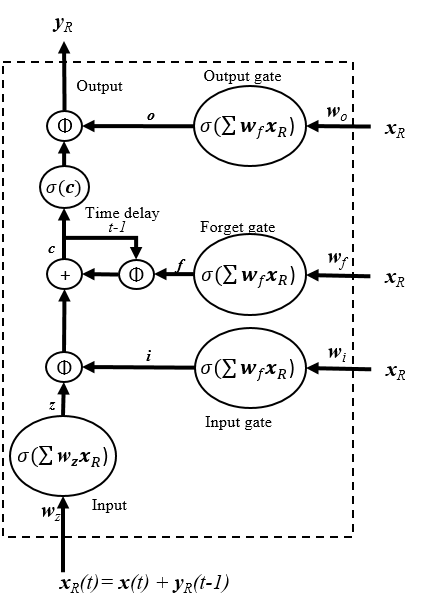 y_R
Output gate
Output
o
Φ
σ(∑ w_f x_R)
w_o
x_R
σ(c)
Time delay
t-1
Forget gate
c
+
Φ
f
σ(∑ w_f x_R)
w_f
x_R
Φ
i
σ(∑ w_f x_R)
w_i
x_R
z
Input gate
σ(∑ w_z x_R)
Input
w_z
x_R(t)= x(t) + y_R(t-1)